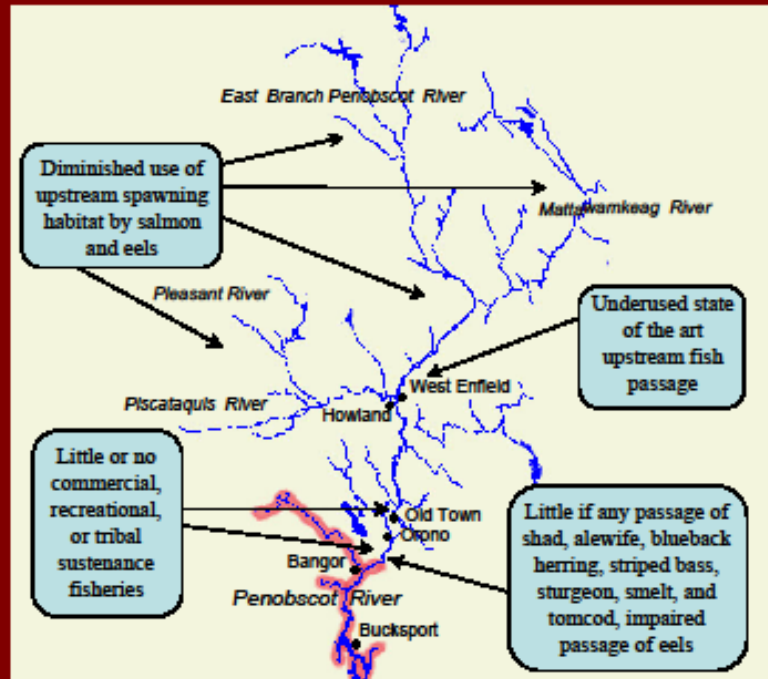 East Branch Penobscot River
Diminished use of
upstream spawning
habitat by salmon
and eels
Mattawamkeag River
Pleasant River
Underused state
of the art
upstream fish
passage
West Enfield
Piscataquis River
Howland
Little or no
commercial,
recreational,
or tribal
sustenance
fisheries
Old Town
Orono
Bangor
Penobscot River
Bucksport
Little if any passage of
shad, alewife, blueback
herring, striped bass,
sturgeon, smelt, and
tomcod, impaired
passage of eels